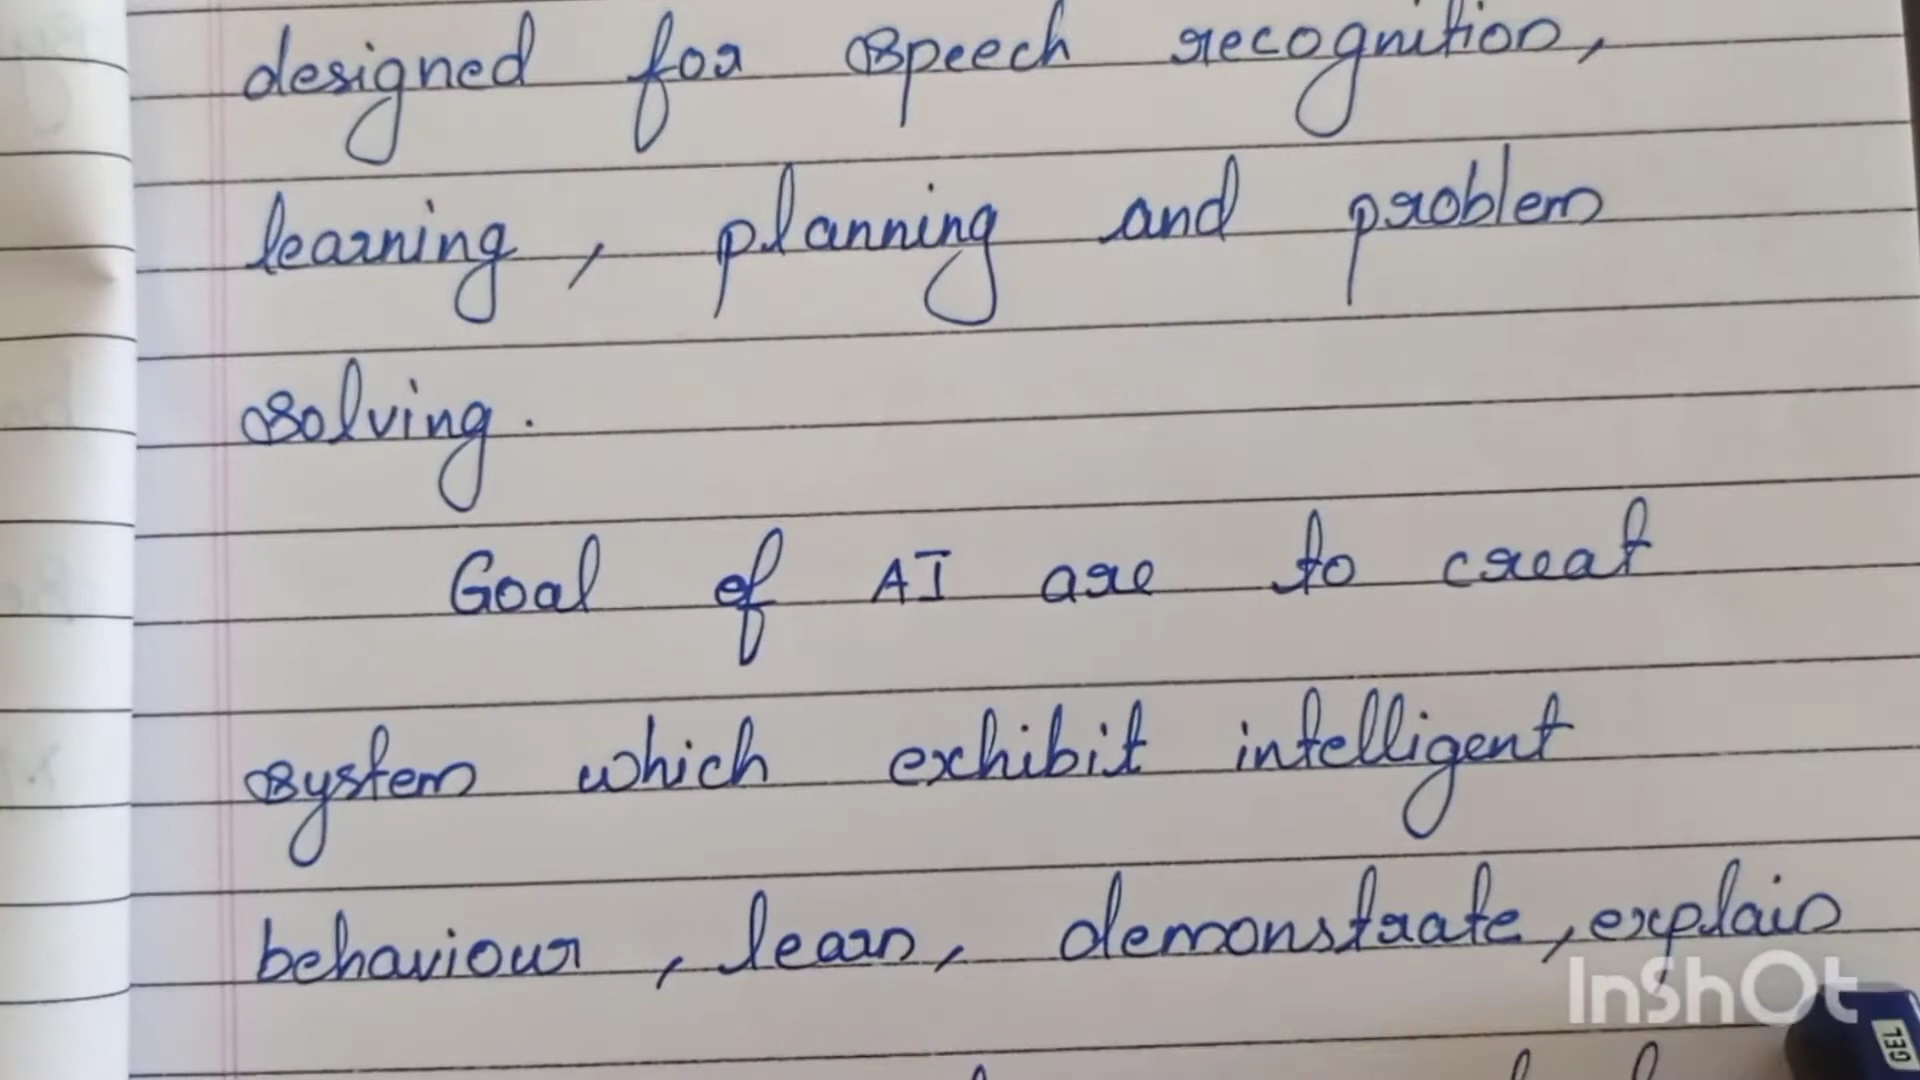 designed for speech recognition,
learning, planning and problem
solving.
Goal of AI are to creat
system which exhibit intelligent
behaviour, learn, demonstrate, explain
InShOt
GEL